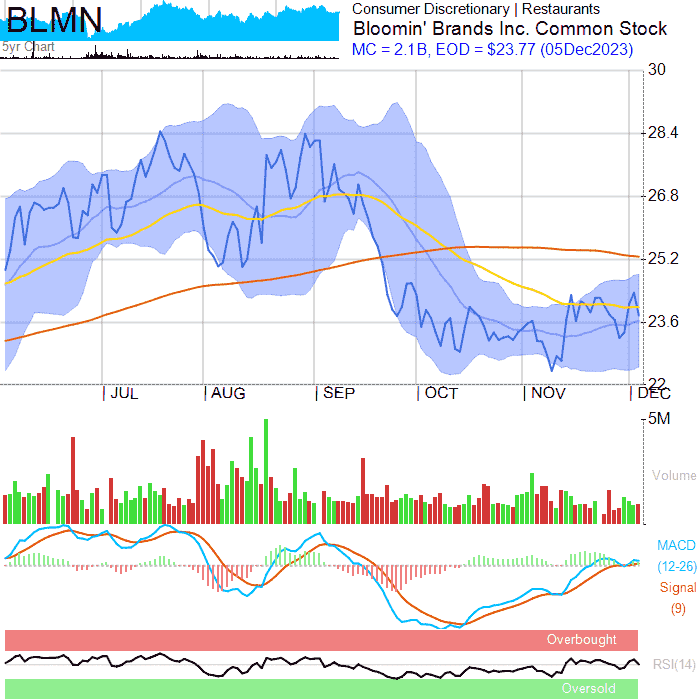 BLMN
5yr Chart
Consumer Discretionary | Restaurants
Bloomin' Brands Inc. Common Stock
MC = 2.1B, EOD = $23.77 (05Dec2023)
30
28.4
26.8
25.2
23.6
22
JUL AUG SEP OCT NOV DEC
5M
Volume
MACD
(12-26)
Signal
(9)
Overbought
RSI(14)
Oversold